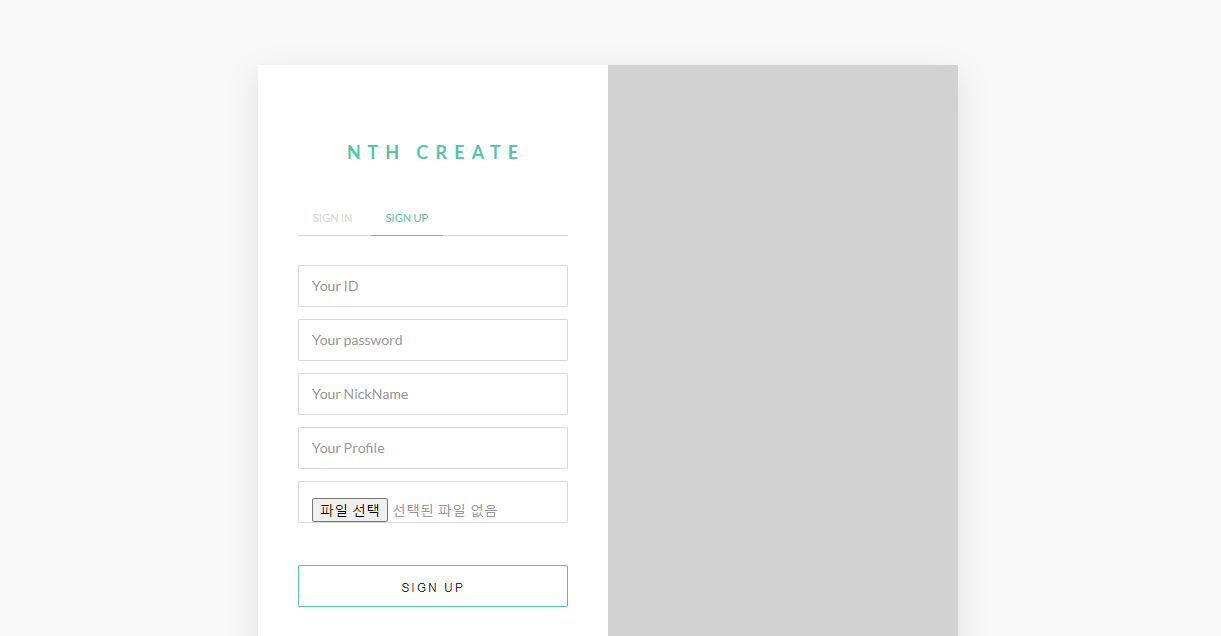 NTH CREATE
SIGN IN SIGN UP
Your ID
Your password
Your NickName
Your Profile
파일 선택 선택된 파일 없음
SIGN UP